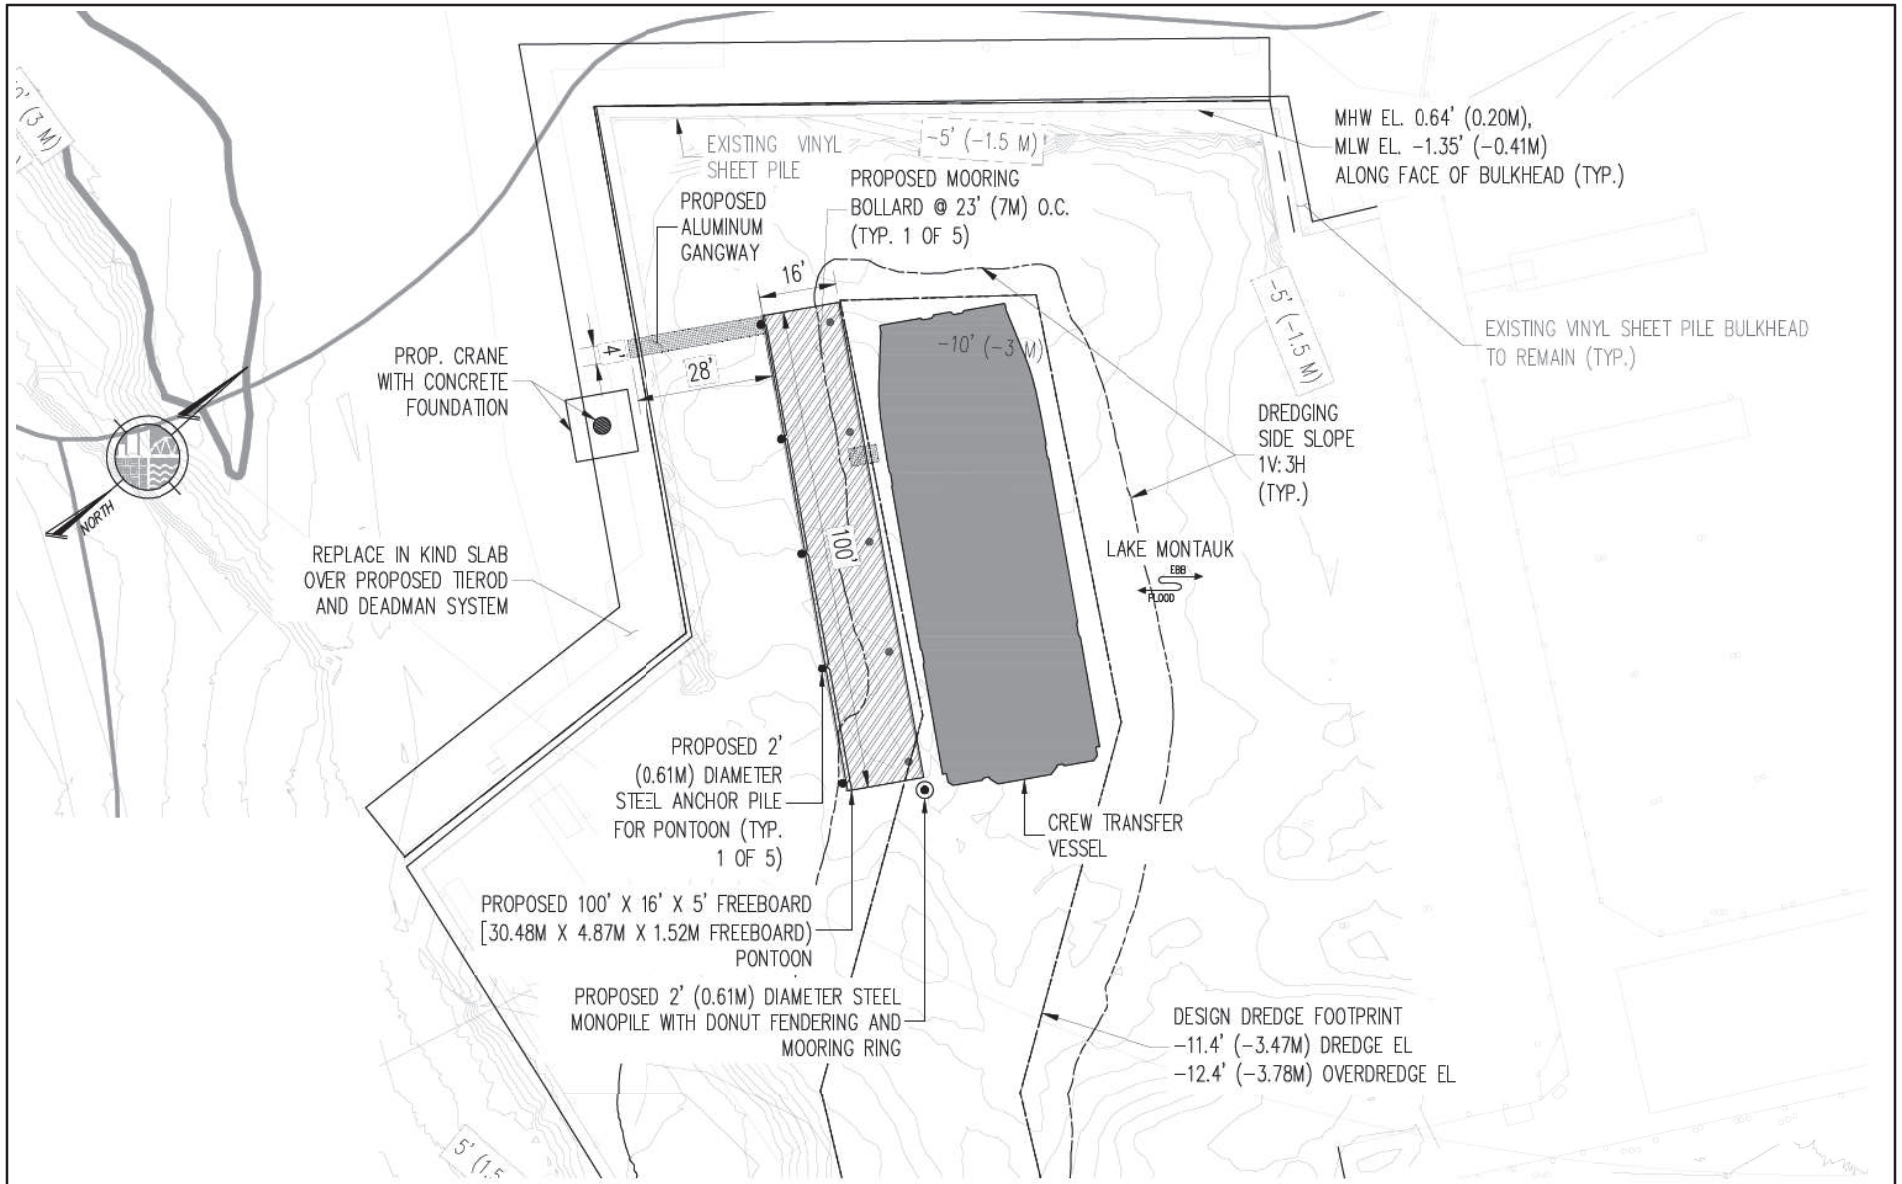 2' (3 M)
EXISTING VINYL
SHEET PILE
-5' (-1.5 M)
MHW EL. 0.64' (0.20M),
MLW EL. -1.35' (-0.41M)
ALONG FACE OF BULKHEAD (TYP.)
PROPOSED
ALUMINUM
GANGWAY
PROPOSED MOORING
BOLLARD @ 23' (7M) O.C.
(TYP. 1 OF 5)
16'
-5' (-1.5 M)
EXISTING VINYL SHEET PILE BULKHEAD
TO REMAIN (TYP.)
PROP. CRANE
WITH CONCRETE
FOUNDATION
4'
28'
-10' (-3 M)
DREDGING
SIDE SLOPE
1V:3H
(TYP.)
NORTH
100'
REPLACE IN KIND SLAB
OVER PROPOSED TIEROD
AND DEADMAN SYSTEM
LAKE MONTAUK
EBB
FLOOD
PROPOSED 2'
(0.61M) DIAMETER
STEEL ANCHOR PILE
FOR PONTOON (TYP.
1 OF 5)
CREW TRANSFER
VESSEL
PROPOSED 100' X 16' X 5' FREEBOARD
[30.48M X 4.87M X 1.52M FREEBOARD)
PONTOON
PROPOSED 2' (0.61M) DIAMETER STEEL
MONOPILE WITH DONUT FENDERING AND
MOORING RING
DESIGN DREDGE FOOTPRINT
-11.4' (-3.47M) DREDGE EL
-12.4' (-3.78M) OVERDREDGE EL
5' (1.5